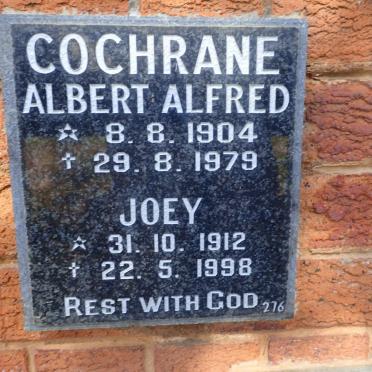 COCHRANE
ALBERT ALFRED
☆ 8. 8. 1904
✝ 29. 8. 1979
JOEY
☆ 31. 10. 1912
✝ 22. 5. 1998
REST WITH GOD 276